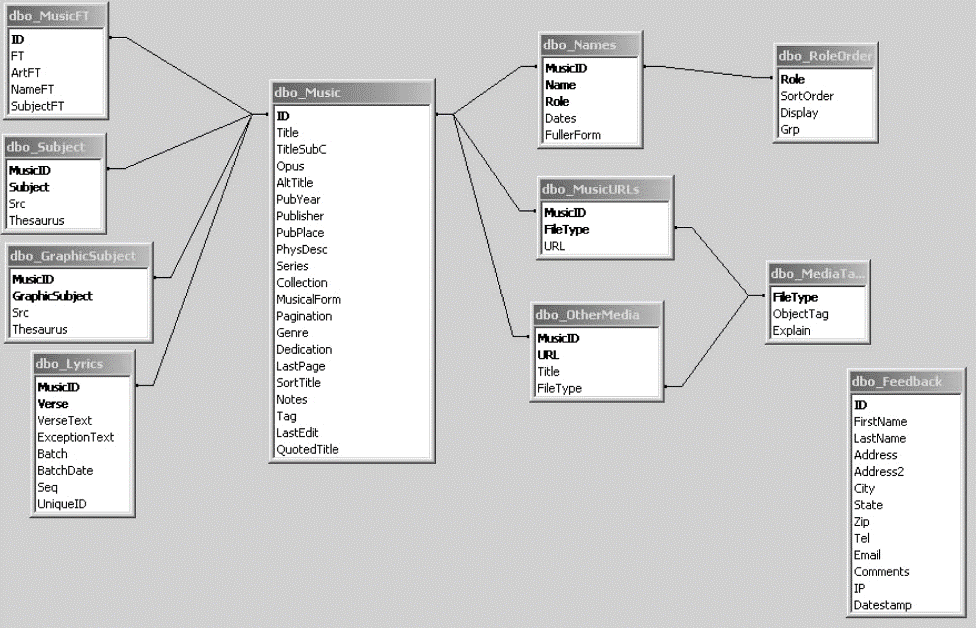 dbo_MusicFT
ID
FT
ArtFT
NameFT
SubjectFT
dbo_Subject
MusicID
Subject
Src
Thesaurus
dbo_GraphicSubject
MusicID
GraphicSubject
Src
Thesaurus
dbo_Lyrics
MusicID
Verse
VerseText
ExceptionText
Batch
BatchDate
Seq
UniqueID
dbo_Music
ID
Title
TitleSubC
Opus
AltTitle
PubYear
Publisher
PubPlace
PhysDesc
Series
Collection
MusicalForm
Pagination
Genre
Dedication
LastPage
SortTitle
Notes
Tag
LastEdit
QuotedTitle
dbo_Names
MusicID
Name
Role
Dates
FullerForm
dbo_MusicURLs
MusicID
FileType
URL
dbo_OtherMedia
MusicID
URL
Title
FileType
dbo_RoleOrder
Role
SortOrder
Display
Grp
dbo_MediaTa...
FileType
ObjectTag
Explain
dbo_Feedback
ID
FirstName
LastName
Address
Address2
City
State
Zip
Tel
Email
Comments
IP
Datestamp